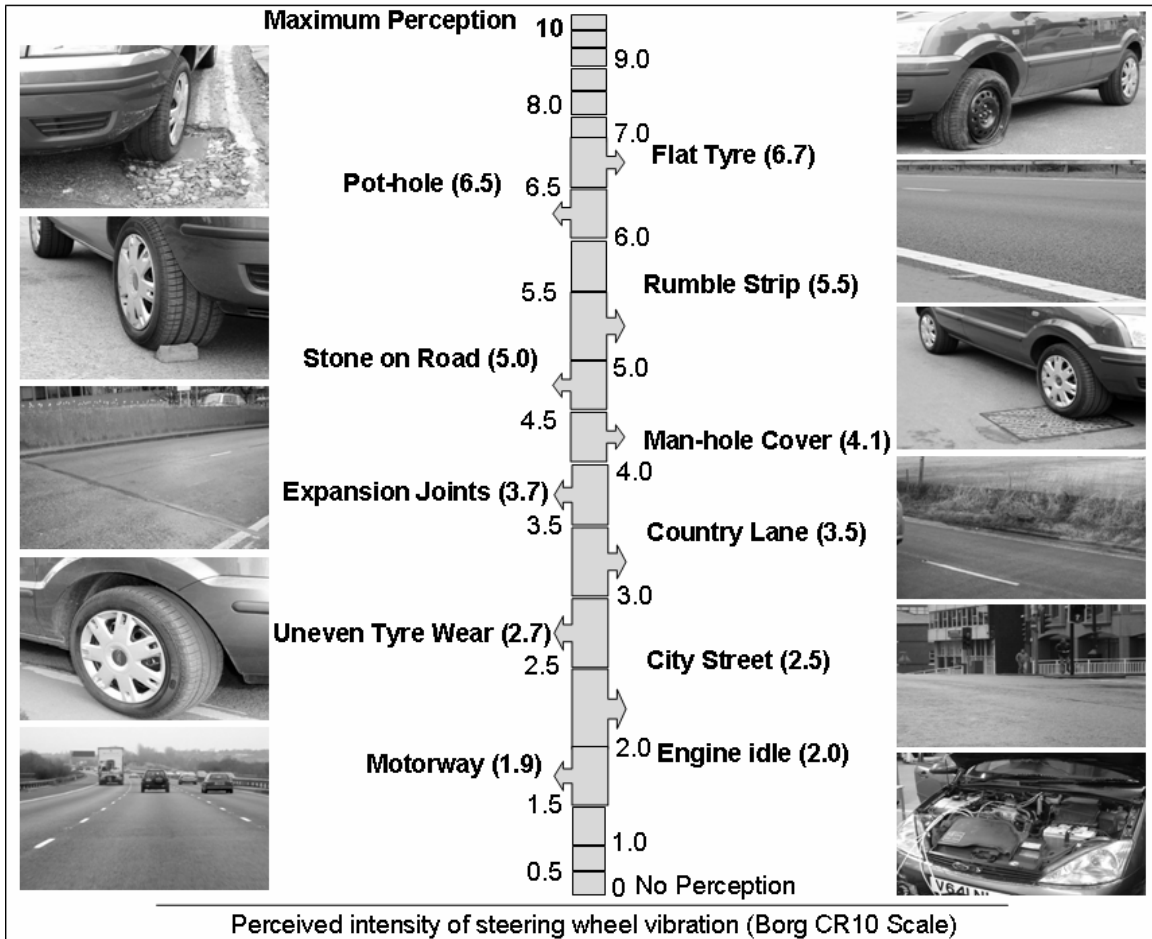 Maximum Perception
10
9.0
8.0
7.0
Flat Tyre (6.7)
Pot-hole (6.5)
6.5
6.0
Rumble Strip (5.5)
5.5
Stone on Road (5.0)
5.0
4.5
Man-hole Cover (4.1)
4.0
Expansion Joints (3.7)
3.5
Country Lane (3.5)
3.0
Uneven Tyre Wear (2.7)
2.5
City Street (2.5)
2.0
Engine idle (2.0)
Motorway (1.9)
1.5
1.0
0.5
0 No Perception
Perceived intensity of steering wheel vibration (Borg CR10 Scale)